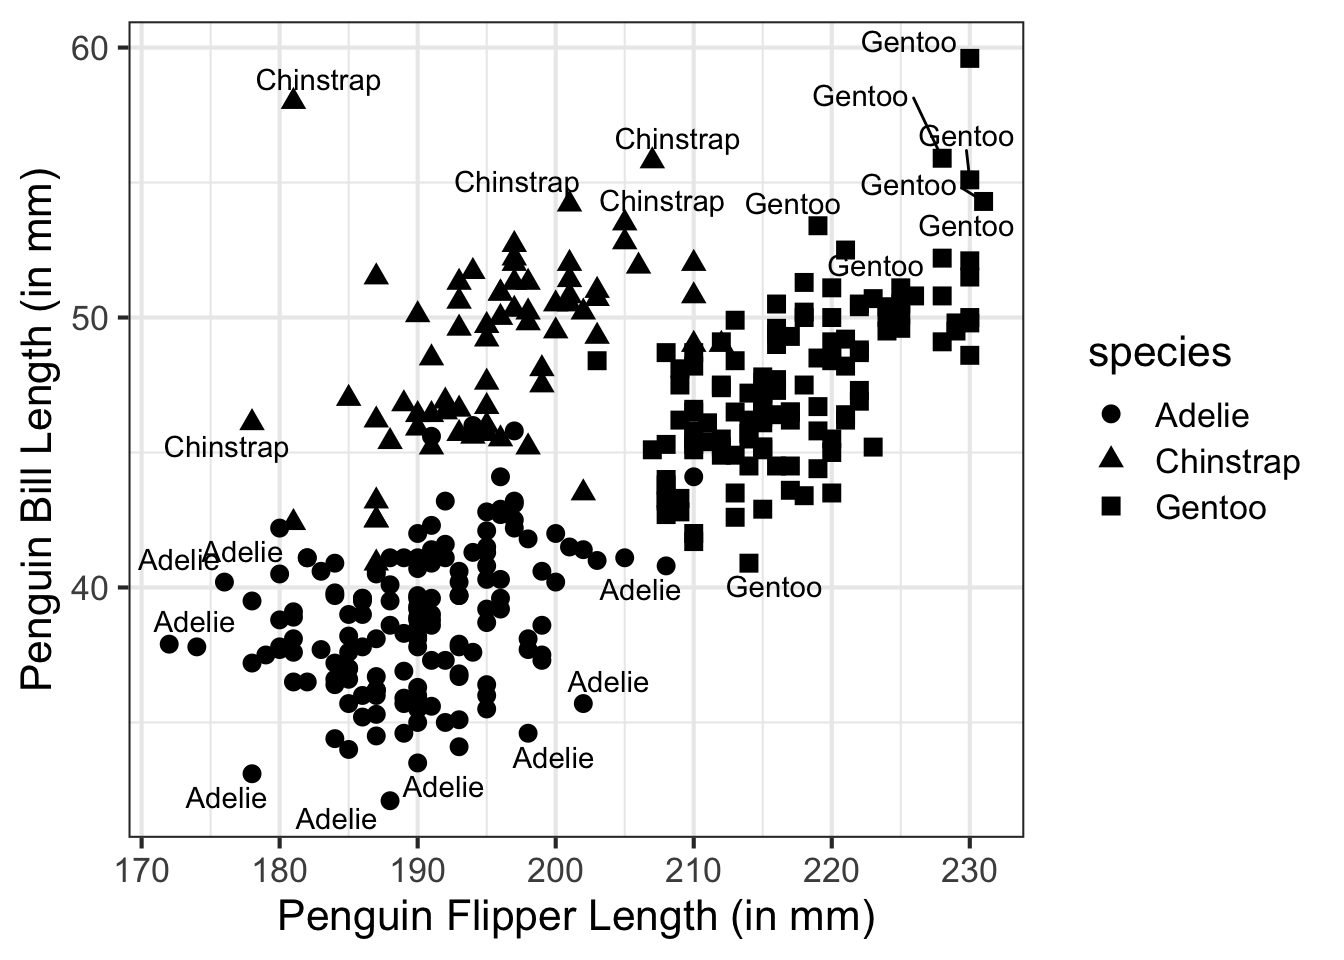 60
50
40
Penguin Bill Length (in mm)
Gentoo
Chinstrap
Gentoo
Gentoo
Chinstrap
Chinstrap
Gentoo
Chinstrap
Gentoo
Gentoo
Gentoo
Chinstrap
Adelie
Adelie
Adelie
Gentoo
Adelie
Adelie
Adelie
Adelie
Adelie
Adelie
170 180 190 200 210 220 230
Penguin Flipper Length (in mm)
species
Adelie
Chinstrap
Gentoo